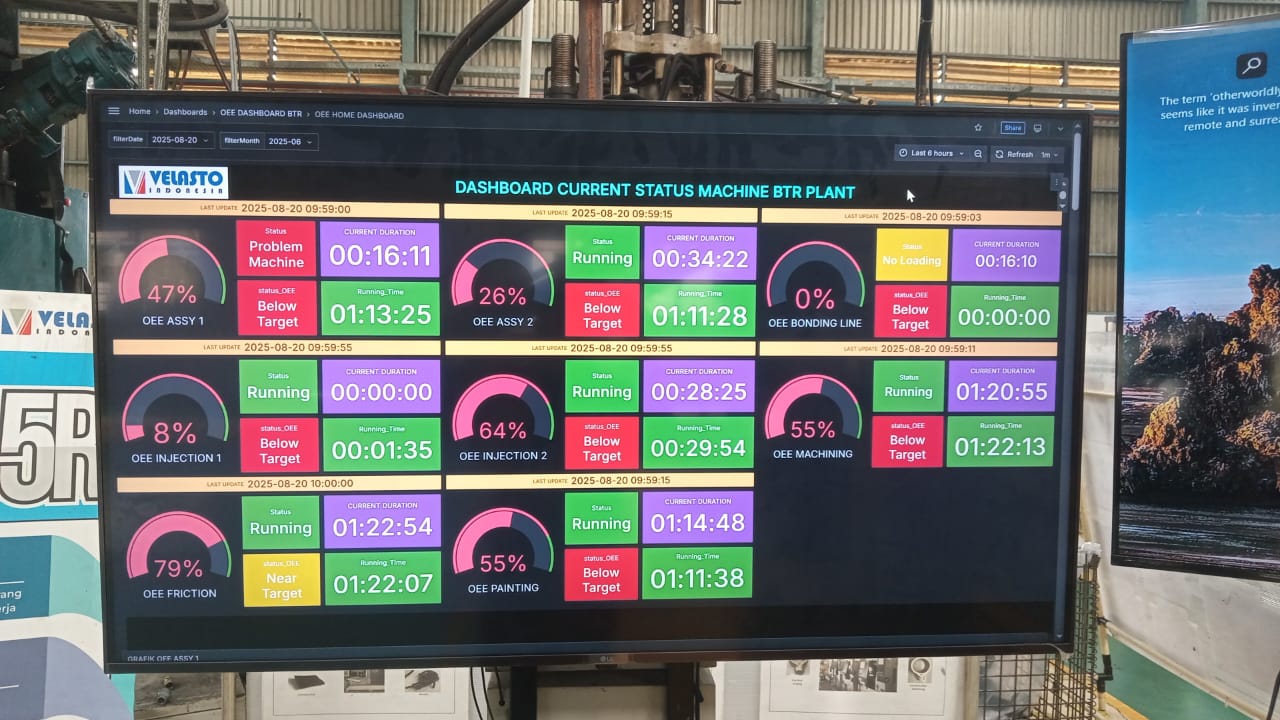 Home › Dashboards › OEE DASHBOARD BTR › OEE HOME DASHBOARD
Share
filterDate 2025-08-20 filterMonth 2025-06
Last 6 hours Refresh 1m
VELASTO
INDONESIA
DASHBOARD CURRENT STATUS MACHINE BTR PLANT
LAST UPDATE 2025-08-20 09:59:00
47%
OEE ASSY 1
Status
Problem
Machine
CURRENT DURATION
00:16:11
status_OEE
Below
Target
Running_Time
01:13:25
LAST UPDATE 2025-08-20 09:59:15
26%
OEE ASSY 2
Status
Running
CURRENT DURATION
00:34:22
status_OEE
Below
Target
Running_Time
01:11:28
LAST UPDATE 2025-08-20 09:59:03
0%
OEE BONDING LINE
Status
No Loading
CURRENT DURATION
00:16:10
status_OEE
Below
Target
Running_Time
00:00:00
LAST UPDATE 2025-08-20 09:59:55
8%
OEE INJECTION 1
Status
Running
CURRENT DURATION
00:00:00
status_OEE
Below
Target
Running_Time
00:01:35
LAST UPDATE 2025-08-20 09:59:55
64%
OEE INJECTION 2
Status
Running
CURRENT DURATION
00:28:25
status_OEE
Below
Target
Running_Time
00:29:54
LAST UPDATE 2025-08-20 09:59:11
55%
OEE MACHINING
Status
Running
CURRENT DURATION
01:20:55
status_OEE
Below
Target
Running_Time
01:22:13
LAST UPDATE 2025-08-20 10:00:00
79%
OEE FRICTION
Status
Running
CURRENT DURATION
01:22:54
status_OEE
Near
Target
Running_Time
01:22:07
LAST UPDATE 2025-08-20 09:59:15
55%
OEE PAINTING
Status
Running
CURRENT DURATION
01:14:48
status_OEE
Below
Target
Running_Time
01:11:38
GRAFIK OEE ASSY 1
LG
The term 'otherworldly
seems like it was inver
remote and surrea
VELA
INDON
5R
ang
erja